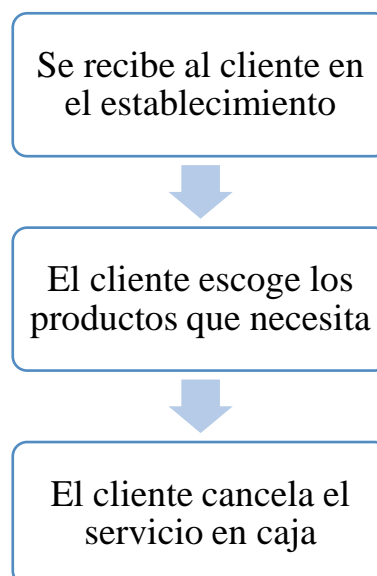 Se recibe al cliente en
el establecimiento
El cliente escoge los
productos que necesita
El cliente cancela el
servicio en caja